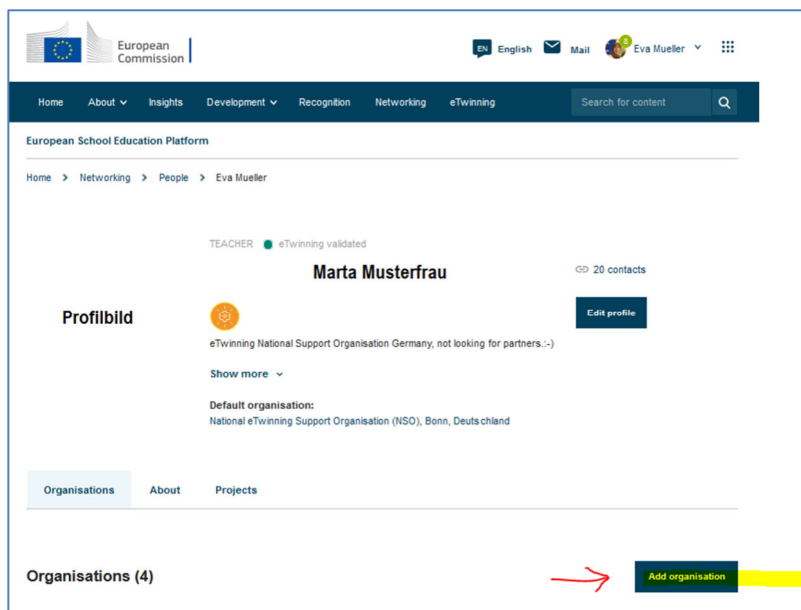 European
Commission
EN English Mail 8 Eva Mueller
Home About Insights Development Recognition Networking eTwinning Search for content
European School Education Platform
Home > Networking > People > Eva Mueller
TEACHER eTwinning validated
Marta Musterfrau
20 contacts
Profilbild
Edit profile
eTwinning National Support Organisation Germany, not looking for partners.:-)
Show more
Default organisation:
National eTwinning Support Organisation (NSO), Bonn, Deutschland
Organisations About Projects
Organisations (4)
Add organisation